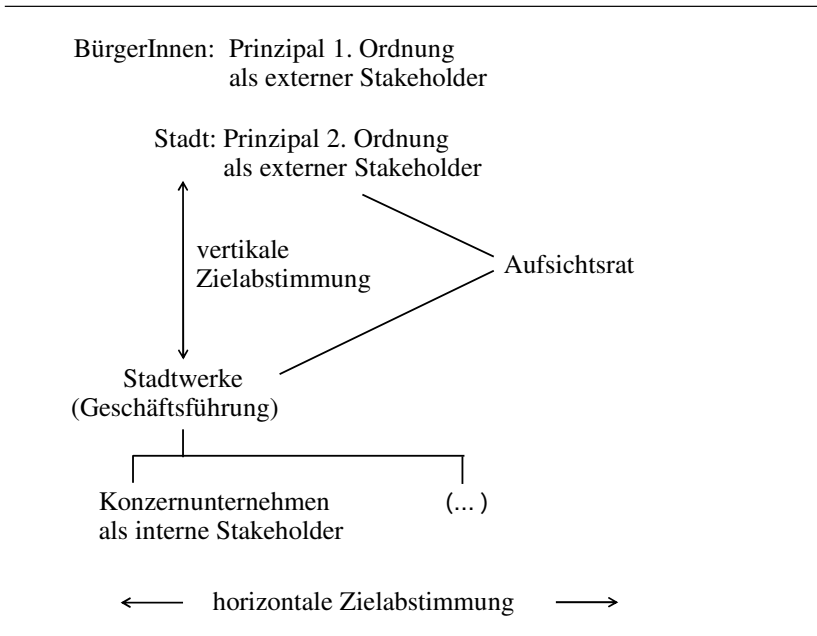 BürgerInnen: Prinzipal 1. Ordnung
als externer Stakeholder
Stadt: Prinzipal 2. Ordnung
als externer Stakeholder
vertikale
Zielabstimmung
Aufsichtsrat
Stadtwerke
(Geschäftsführung)
Konzernunternehmen
als interne Stakeholder
(... )
horizontale Zielabstimmung